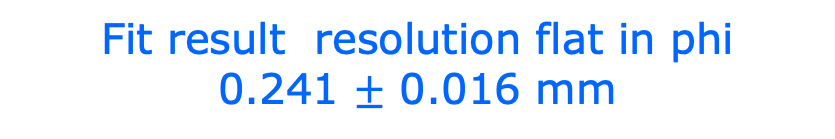 Fit result  resolution flat in phi
0.241 ± 0.016 mm